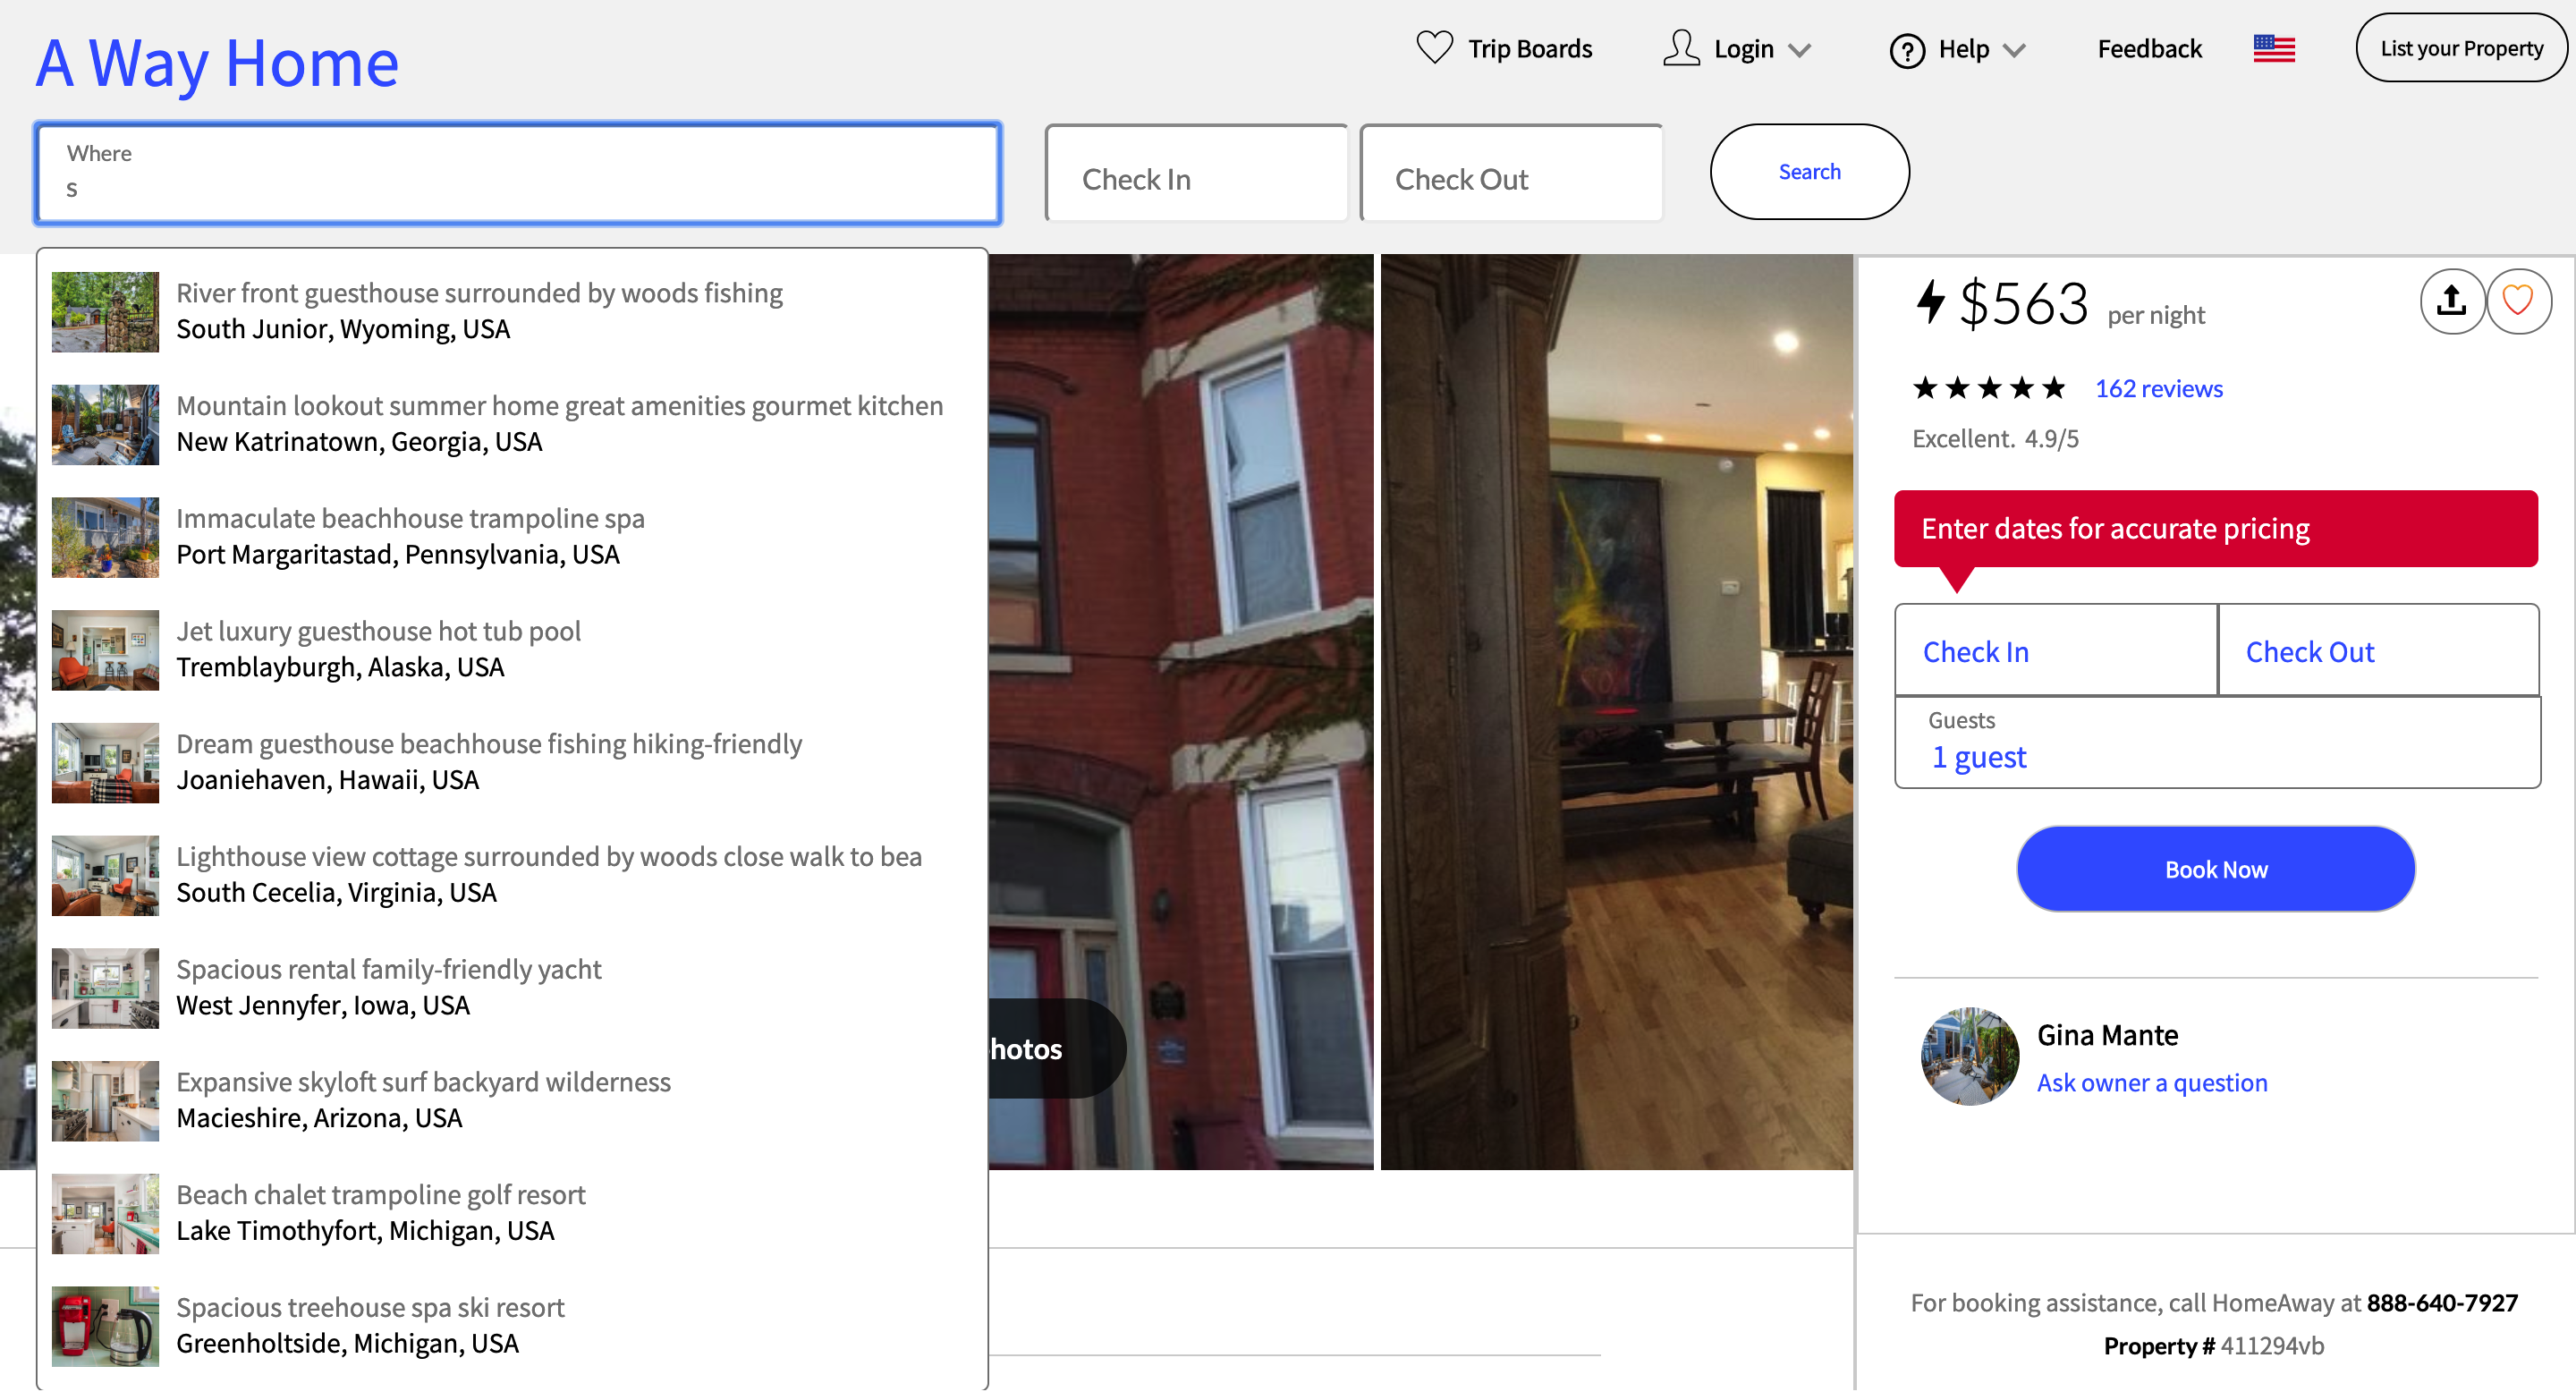 A Way Home
Trip Boards
Login
Help
Feedback
List your Property
Where
s
Check In
Check Out
Search
River front guesthouse surrounded by woods fishing
South Junior, Wyoming, USA
Mountain lookout summer home great amenities gourmet kitchen
New Katrinatown, Georgia, USA
Immaculate beachhouse trampoline spa
Port Margaritastad, Pennsylvania, USA
Jet luxury guesthouse hot tub pool
Tremblayburgh, Alaska, USA
Dream guesthouse beachhouse fishing hiking-friendly
Joaniehaven, Hawaii, USA
Lighthouse view cottage surrounded by woods close walk to bea
South Cecelia, Virginia, USA
Spacious rental family-friendly yacht
West Jennyfer, Iowa, USA
Expansive skyloft surf backyard wilderness
Macieshire, Arizona, USA
Beach chalet trampoline golf resort
Lake Timothyfort, Michigan, USA
Spacious treehouse spa ski resort
Greenholtside, Michigan, USA
hotos
$563 per night
162 reviews
Excellent. 4.9/5
Enter dates for accurate pricing
Check In
Check Out
Guests
1 guest
Book Now
Gina Mante
Ask owner a question
For booking assistance, call HomeAway at 888-640-7927
Property # 411294vb